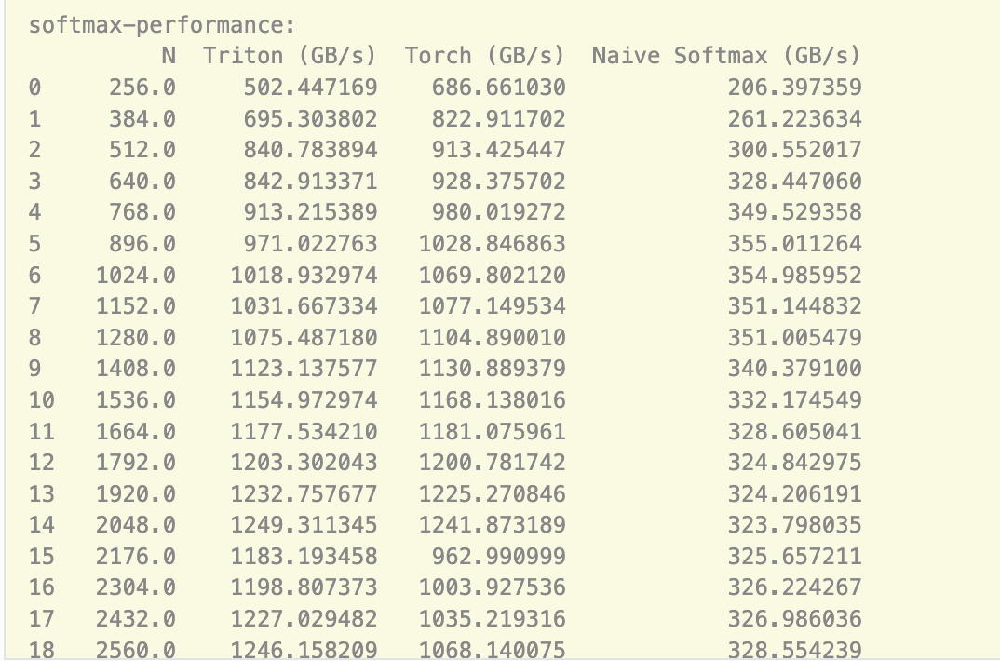 softmax-performance:
N Triton (GB/s) Torch (GB/s) Naive Softmax (GB/s)
0 256.0 502.447169 686.661030 206.397359
1 384.0 695.303802 822.911702 261.223634
2 512.0 840.783894 913.425447 300.552017
3 640.0 842.913371 928.375702 328.447060
4 768.0 913.215389 980.019272 349.529358
5 896.0 971.022763 1028.846863 355.011264
6 1024.0 1018.932974 1069.802120 354.985952
7 1152.0 1031.667334 1077.149534 351.144832
8 1280.0 1075.487180 1104.890010 351.005479
9 1408.0 1123.137577 1130.889379 340.379100
10 1536.0 1154.972974 1168.138016 332.174549
11 1664.0 1177.534210 1181.075961 328.605041
12 1792.0 1203.302043 1200.781742 324.842975
13 1920.0 1232.757677 1225.270846 324.206191
14 2048.0 1249.311345 1241.873189 323.798035
15 2176.0 1183.193458 962.990999 325.657211
16 2304.0 1198.807373 1003.927536 326.224267
17 2432.0 1227.029482 1035.219316 326.986036
18 2560.0 1246.158209 1068.140075 328.554239